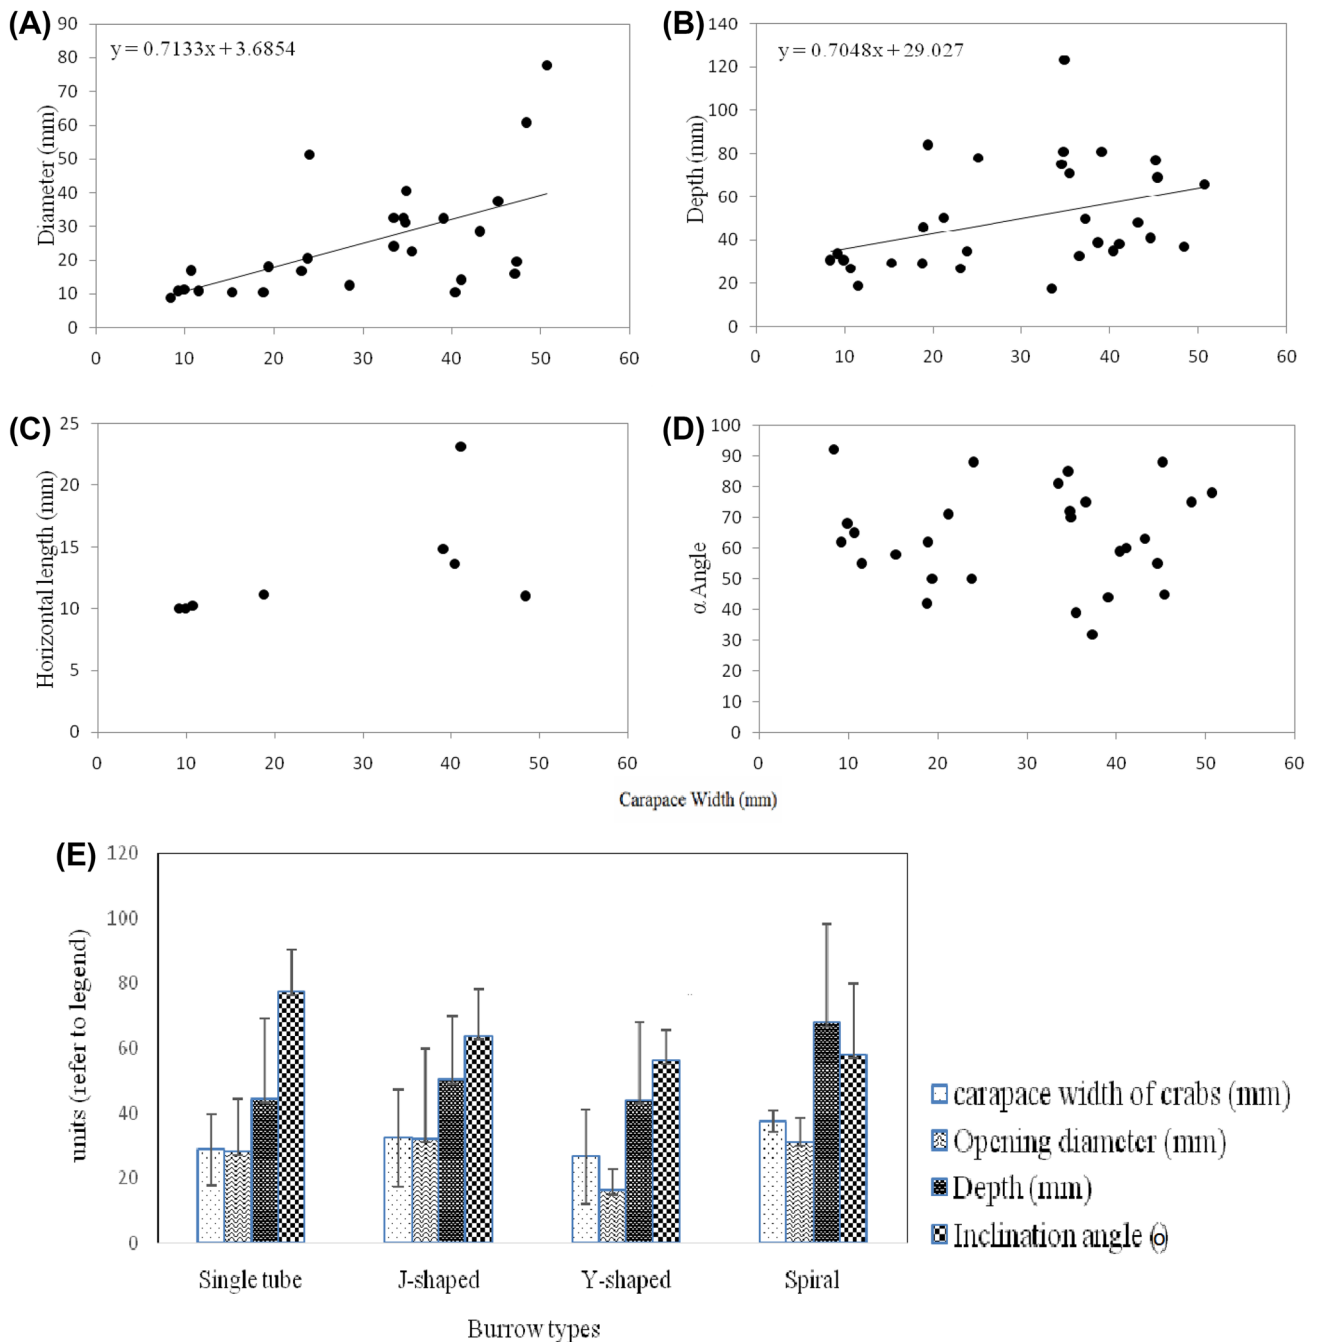 (A)
y = 0.7133x + 3.6854
Diameter (mm)
90
80
70
60
50
40
30
20
10
0
0 10 20 30 40 50 60
(B)
y = 0.7048x + 29.027
Depth (mm)
140
120
100
80
60
40
20
0
0 10 20 30 40 50 60
(C)
Horizontal length (mm)
25
20
15
10
5
0
0 10 20 30 40 50 60
(D)
α Angle
100
90
80
70
60
50
40
30
20
10
0
0 10 20 30 40 50 60
Carapace Width (mm)
(E)
units (refer to legend)
120
100
80
60
40
20
0
Single tube J-shaped Y-shaped Spiral
Burrow types
carapace width of crabs (mm)
Opening diameter (mm)
Depth (mm)
Inclination angle (o)